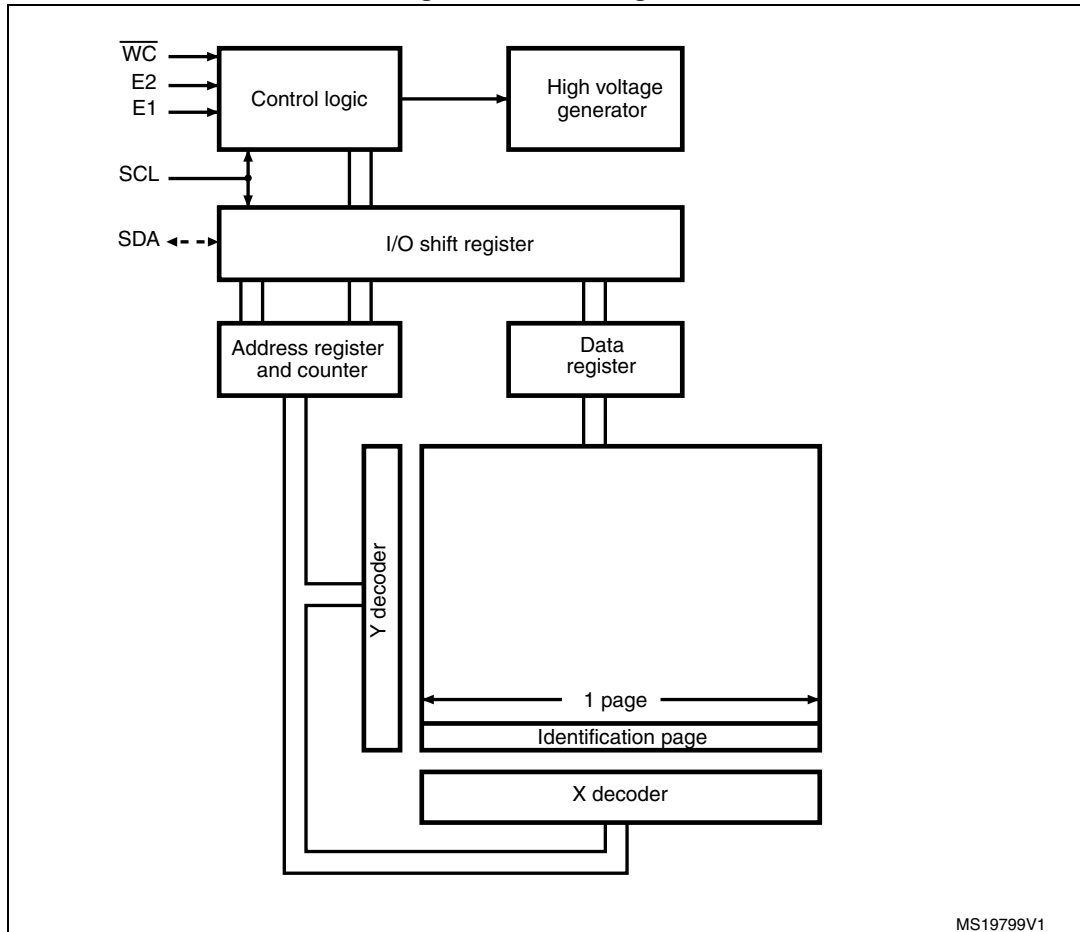 W̅C̅
E2
E1
Control logic
High voltage
generator
SCL
SDA
I/O shift register
Address register
and counter
Data
register
Y decoder
1 page
Identification page
X decoder
MS19799V1